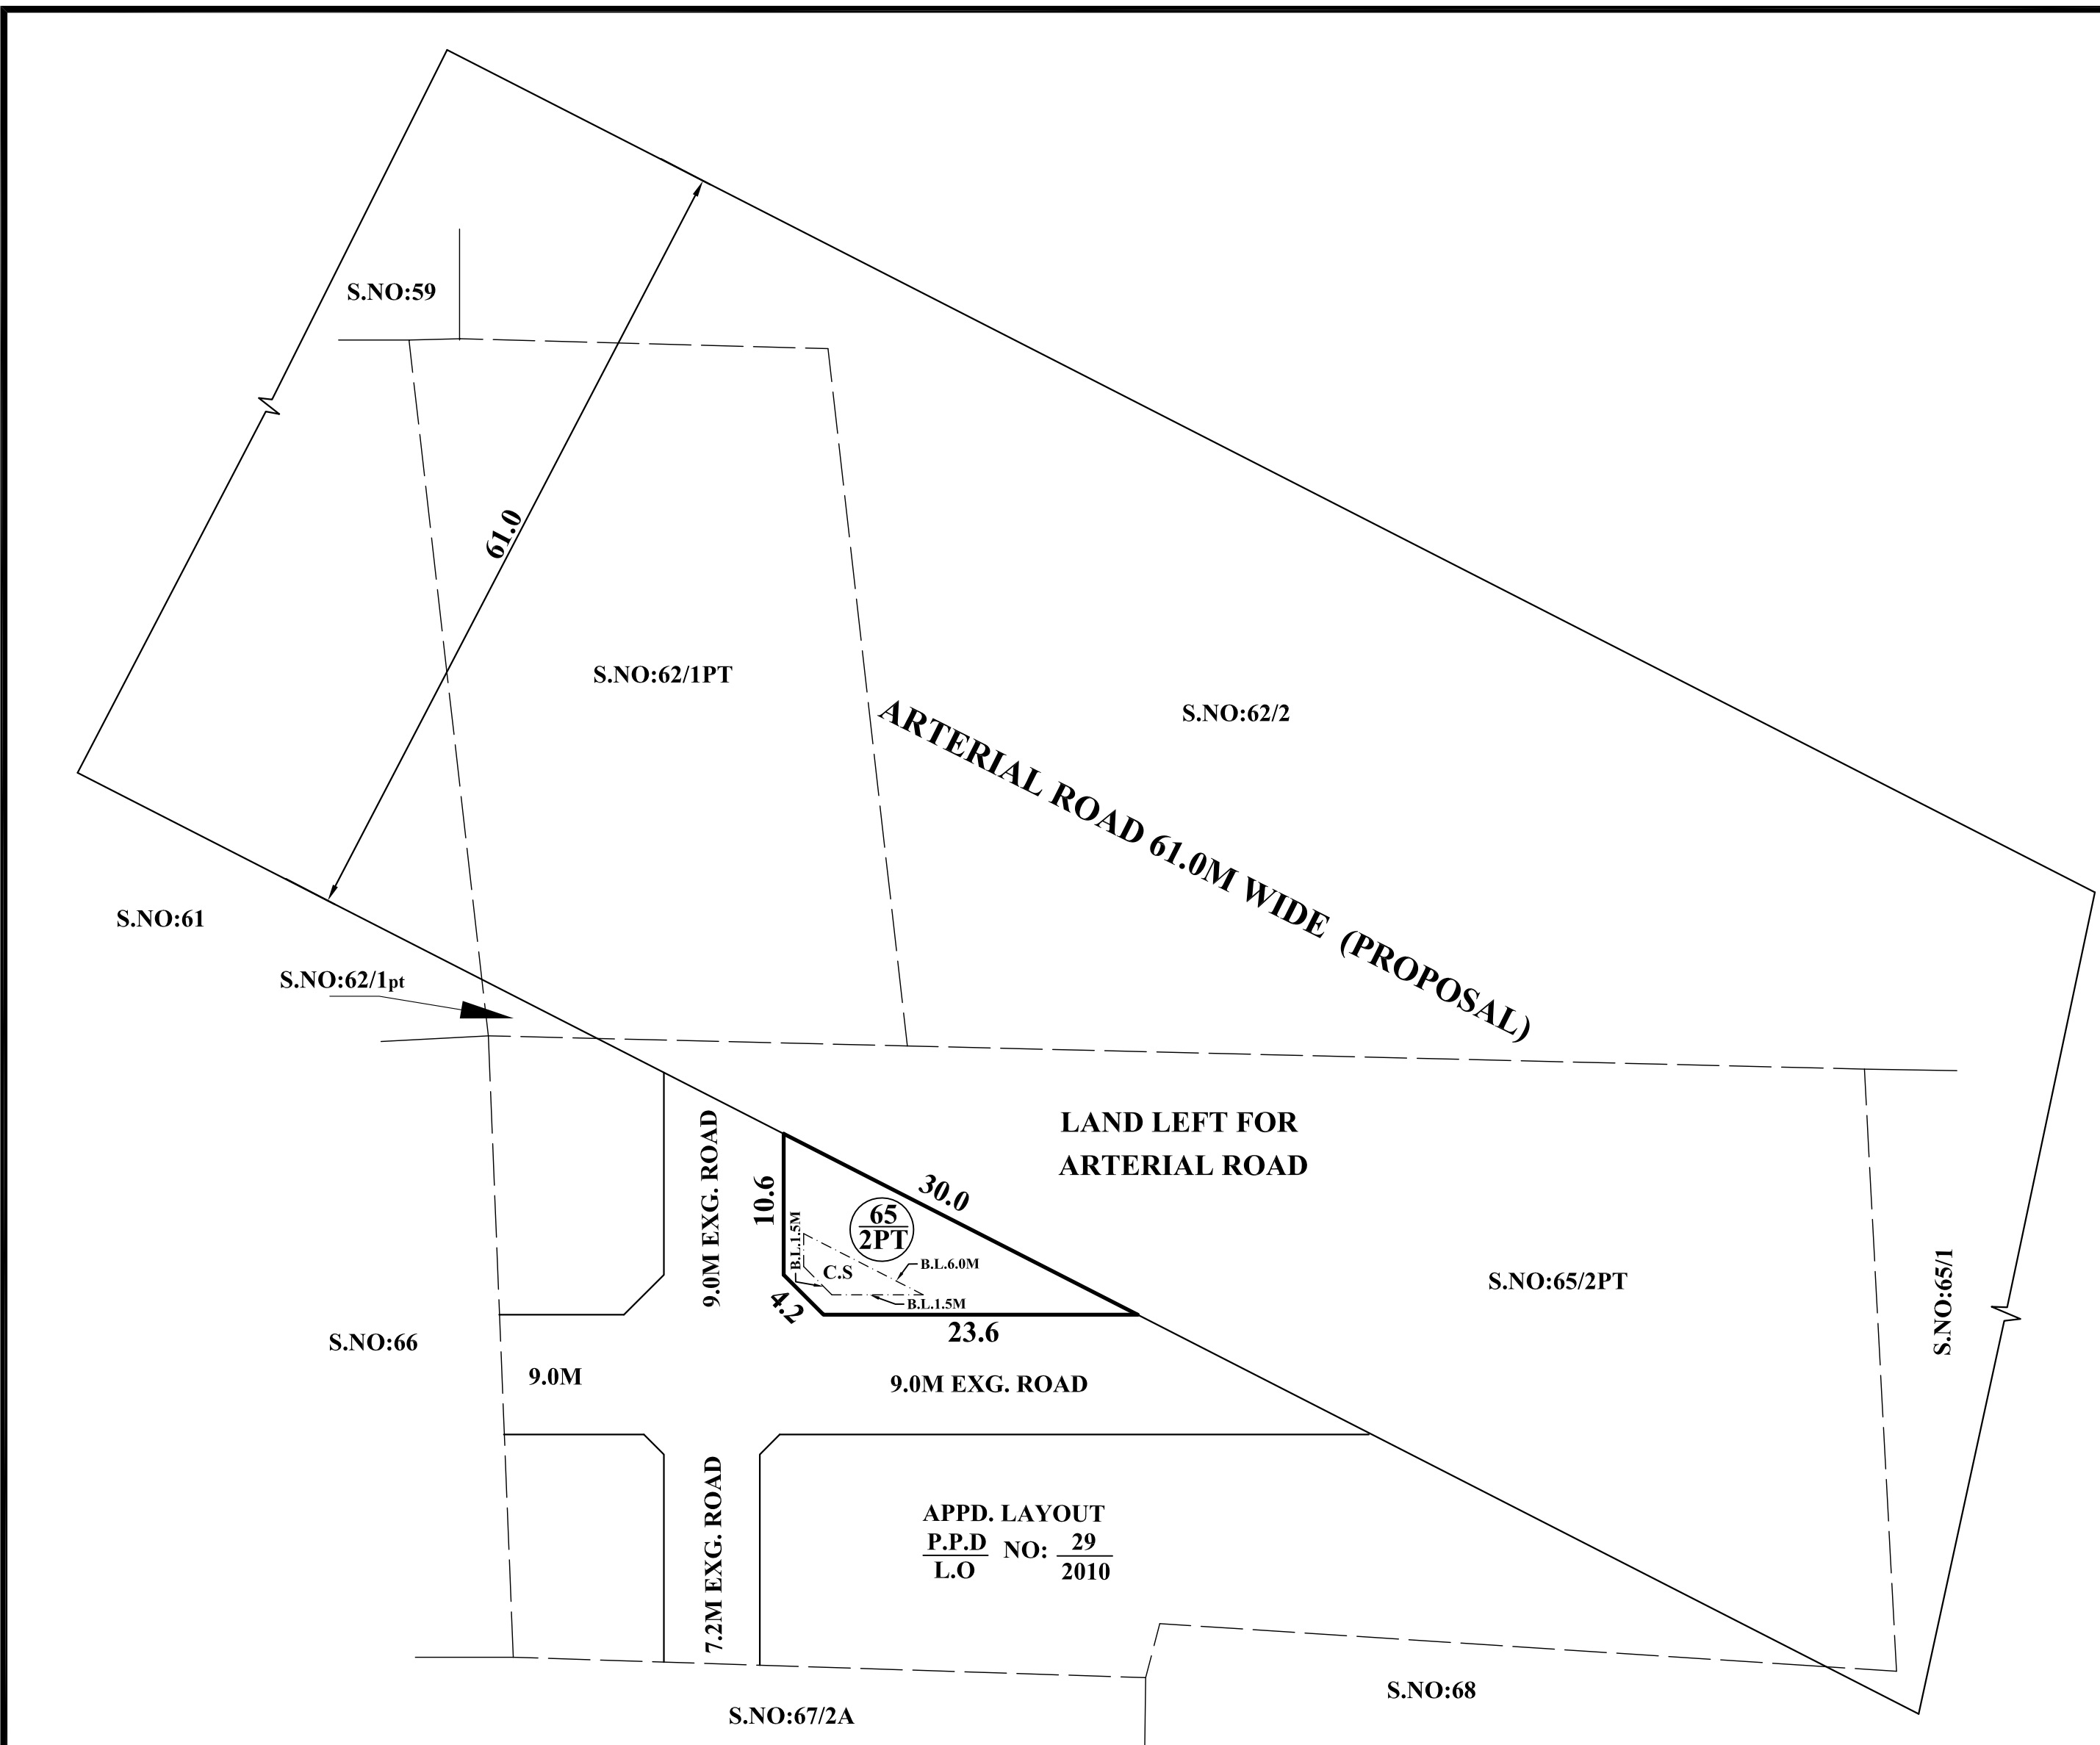 S.NO:59
61.0
S.NO:62/1PT
S.NO:62/2
ARTERIAL ROAD 61.0M WIDE (PROPOSAL)
S.NO:61
S.NO:62/1pt
LAND LEFT FOR
ARTERIAL ROAD
9.0M EXG. ROAD
10.6
30.0
65
2PT
B.L.1.5M
C.S
B.L.6.0M
B.L.1.5M
4.2
23.6
S.NO:65/2PT
S.NO:65/1
S.NO:66
9.0M
9.0M EXG. ROAD
7.2M EXG. ROAD
APPD. LAYOUT
P.P.D NO: 29
L.O 2010
S.NO:68
S.NO:67/2A